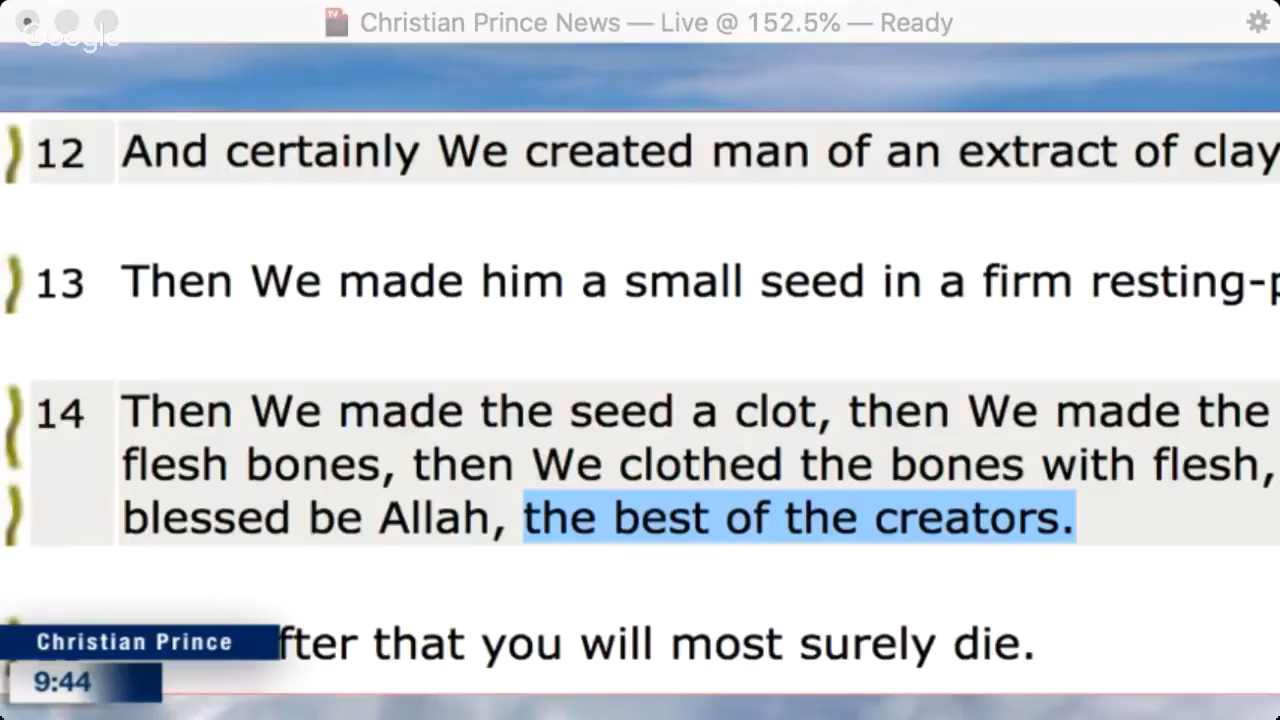 Christian Prince News — Live @ 152.5% — Ready
Google
12 And certainly We created man of an extract of clay
13 Then We made him a small seed in a firm resting-
14 Then We made the seed a clot, then We made the
flesh bones, then We clothed the bones with flesh,
blessed be Allah, the best of the creators.
fter that you will most surely die.
Christian Prince
9:44